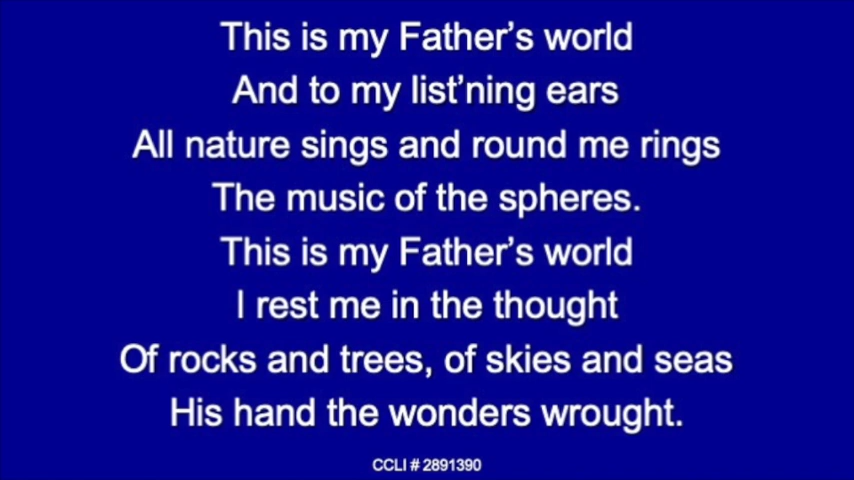 This is my Father’s world
And to my list’ning ears
All nature sings and round me rings
The music of the spheres.
This is my Father’s world
I rest me in the thought
Of rocks and trees, of skies and seas
His hand the wonders wrought.
CCLI # 2891390